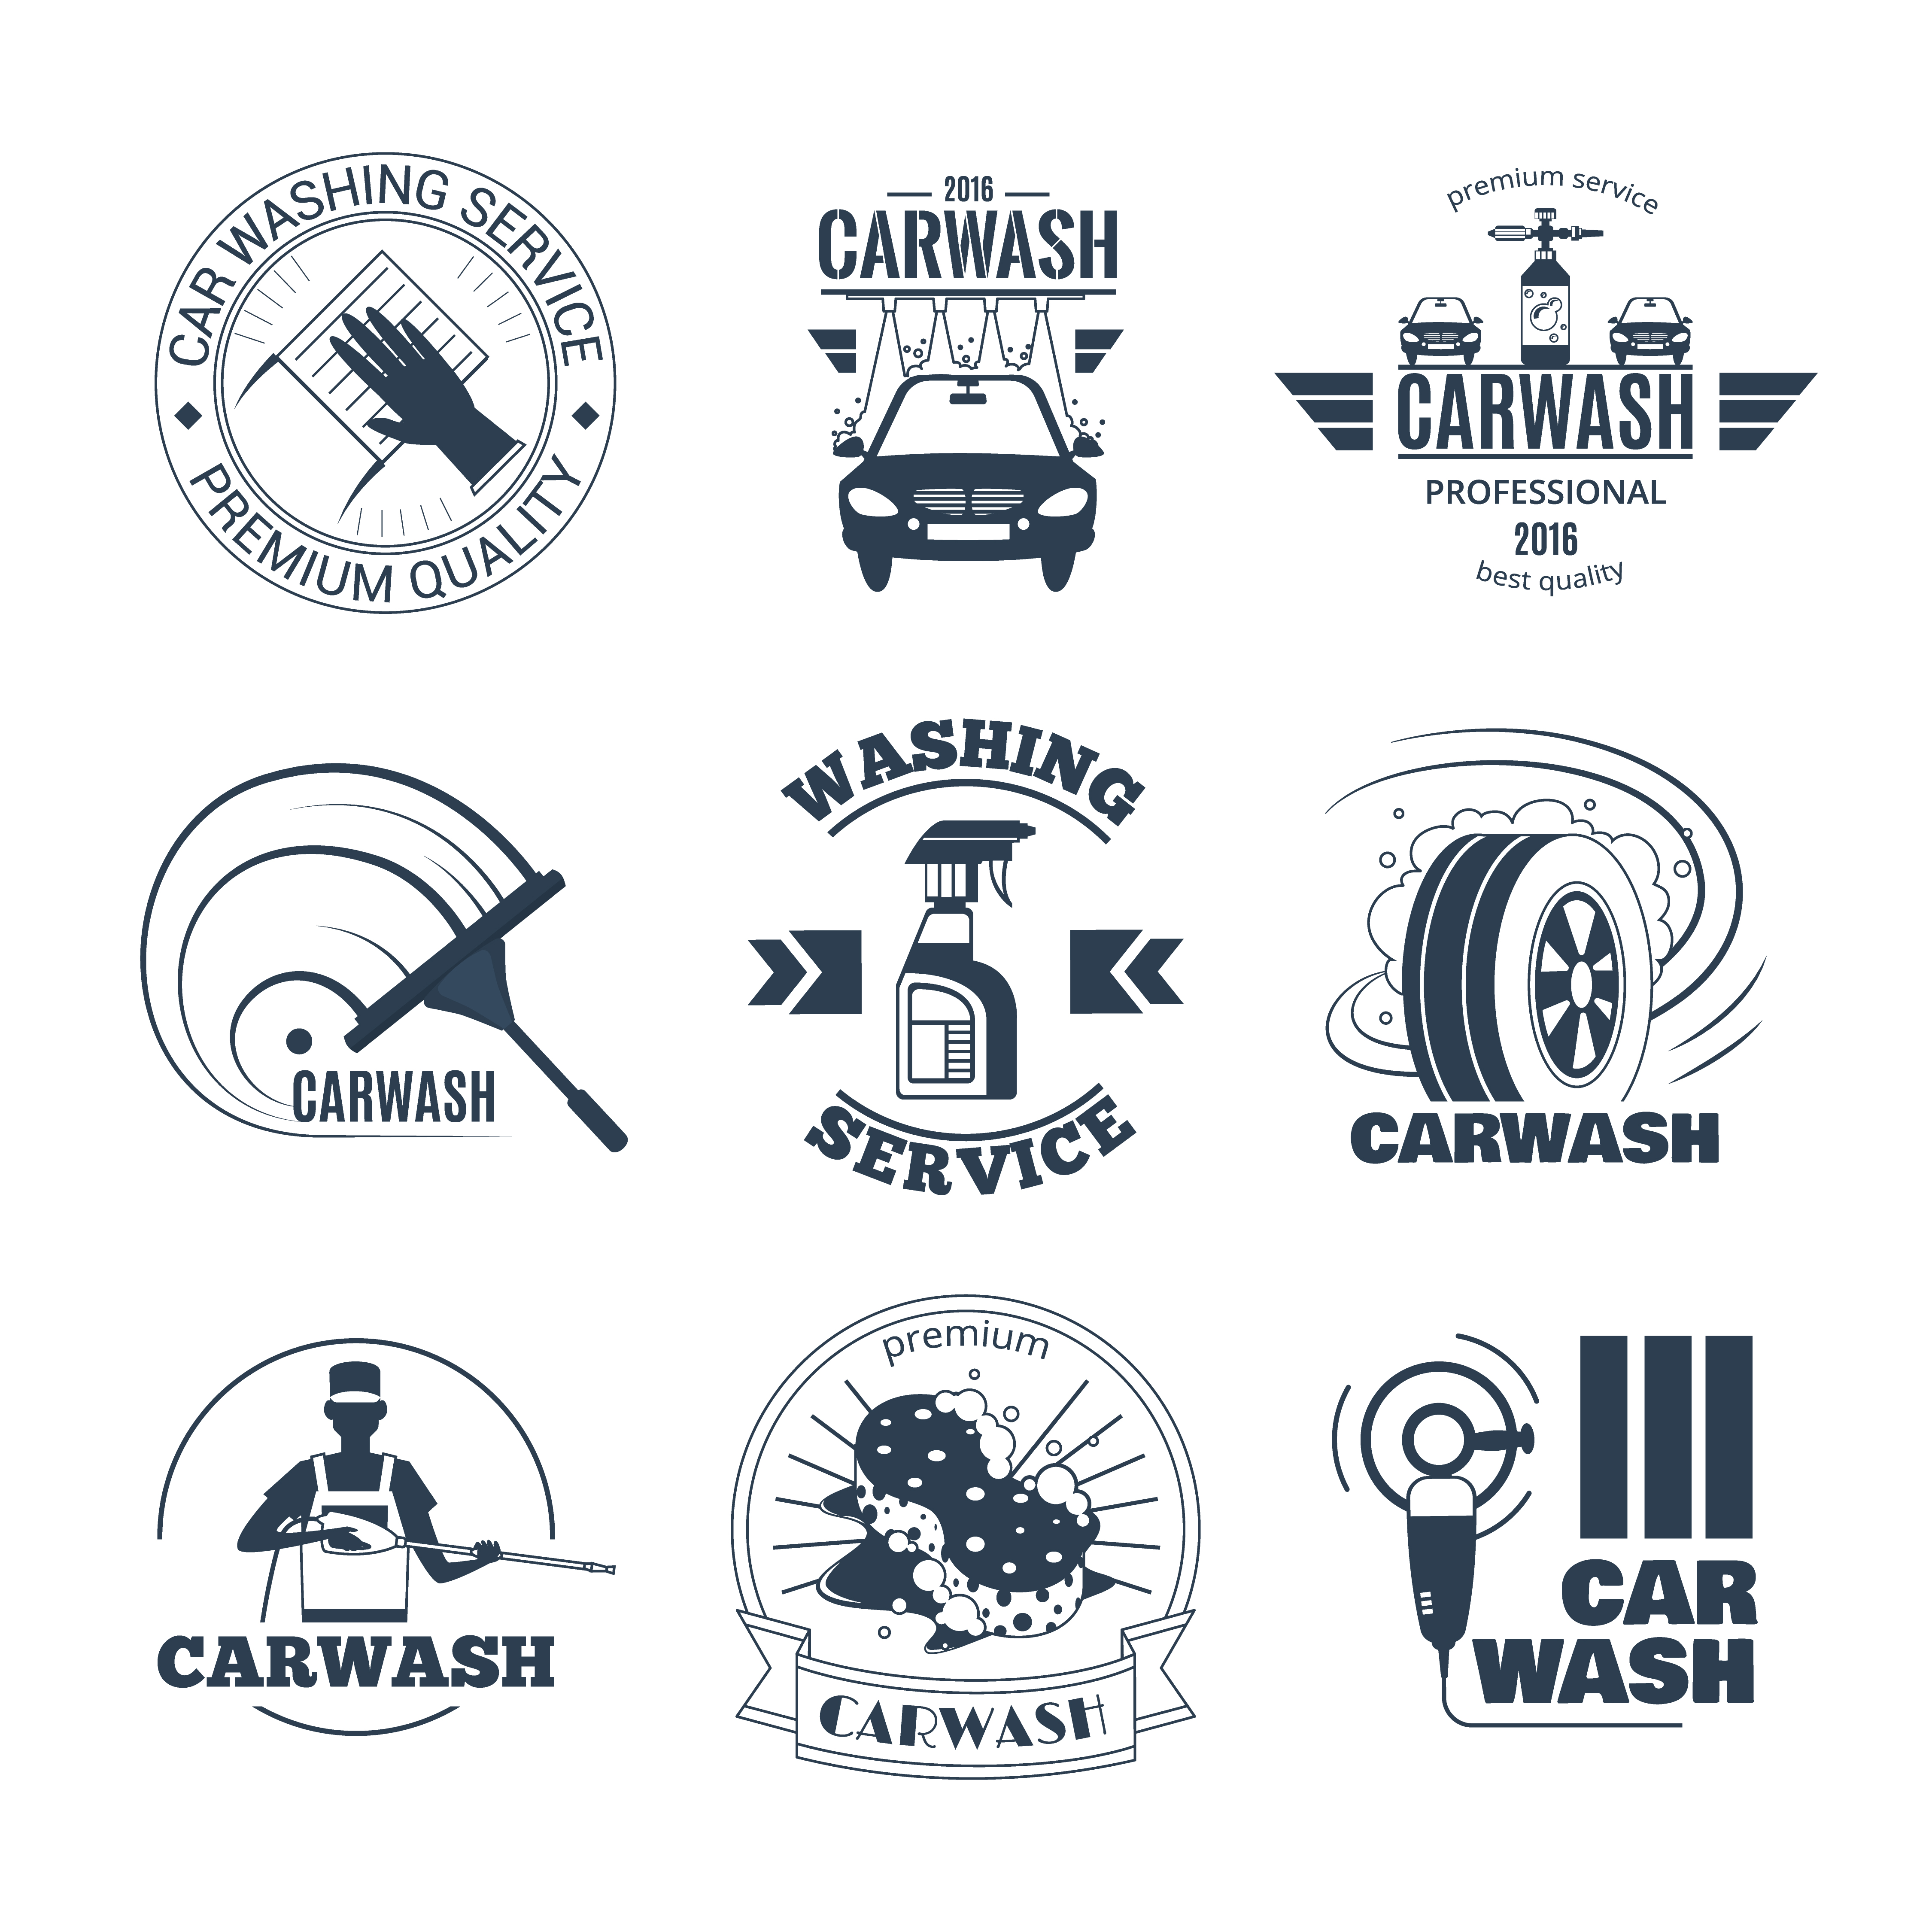 CAR WASHING SERVICE
PREMIUM QUALITY
2016
CARWASH
premium service
CARWASH
PROFESSIONAL
2016
best quality
CARWASH
WASHING
SERVICE
CARWASH
CARWASH
premium
CARWASH
CAR
WASH